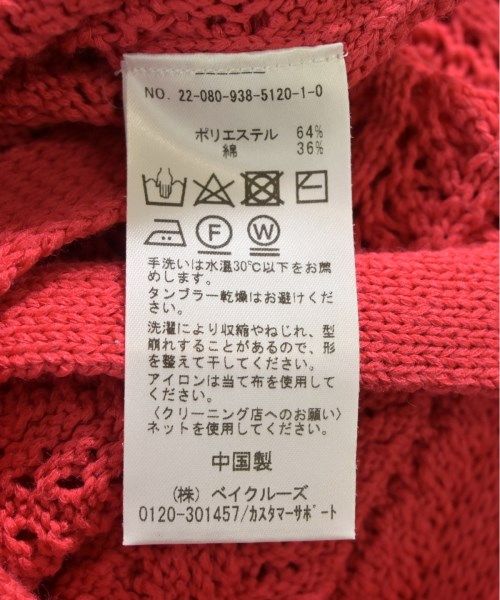 NO. 22-080-938-5120-1-0
ポリエステル 64%
綿 36%
F
W
手洗いは水温30℃以下をお薦
めします。
タンブラー乾燥はお避けくださ
い。
洗濯により収縮やねじれ、型
崩れすることがあるので、形
を整えて干してください。
アイロンは当て布を使用して
ください。
〈クリーニング店へのお願い〉
ネットを使用してください。
中国製
（株）ベイクルーズ
0120-301457/ｶｽﾀﾏｰｻﾎﾟｰﾄ